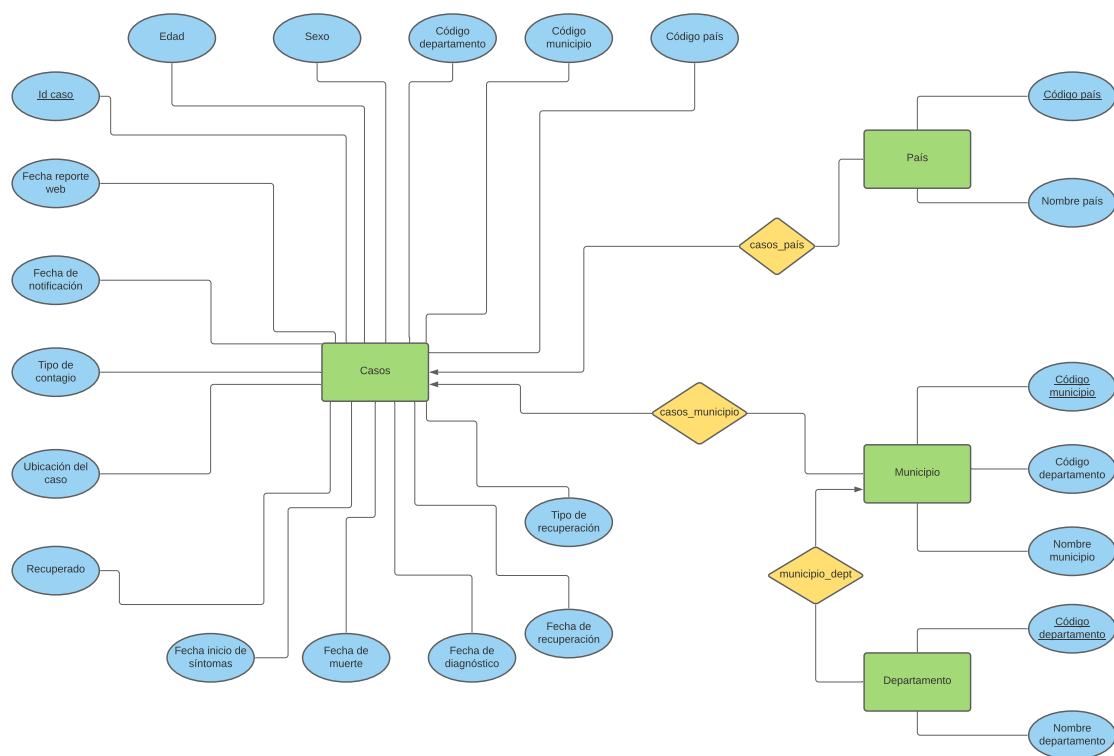 Edad
Sexo
Código
departamento
Código
municipio
Código país
Id caso
Código país
Fecha reporte
web
País
Nombre país
casos_país
Fecha de
notificación
Tipo de
contagio
Casos
casos_municipio
Código
municipio
Ubicación del
caso
Municipio
Código
departamento
Tipo de
recuperación
Nombre
municipio
Recuperado
municipio_dept
Fecha de
recuperación
Código
departamento
Fecha inicio de
síntomas
Fecha de
muerte
Fecha de
diagnóstico
Departamento
Nombre
departamento